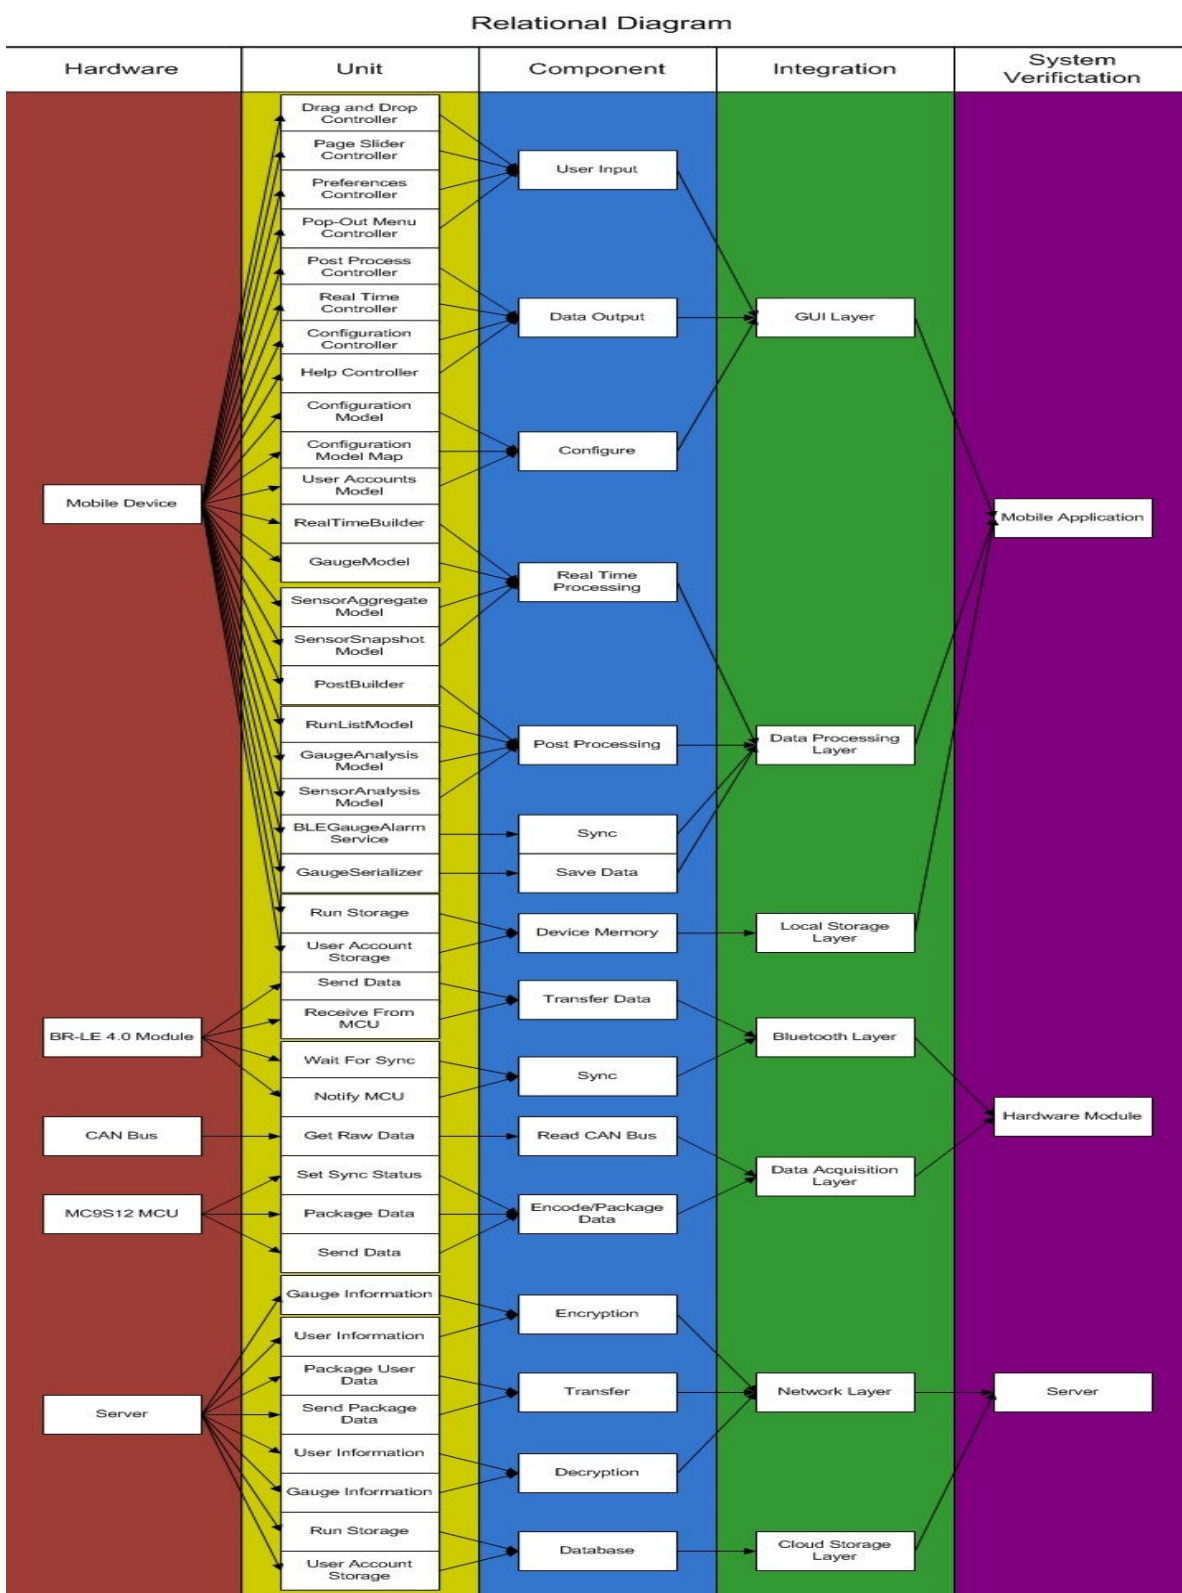 Relational Diagram
Hardware
Unit
Component
Integration
System
Verifictation
Mobile Device
BR-LE 4.0 Module
CAN Bus
MC9S12 MCU
Server
Drag and Drop
Controller
Page Slider
Controller
Preferences
Controller
Pop-Out Menu
Controller
Post Process
Controller
Real Time
Controller
Configuration
Controller
Help Controller
Configuration
Model
Configuration
Model Map
User Accounts
Model
RealTimeBuilder
GaugeModel
SensorAggregate
Model
SensorSnapshot
Model
PostBuilder
RunListModel
GaugeAnalysis
Model
SensorAnalysis
Model
BLEGaugeAlarm
Service
GaugeSerializer
Run Storage
User Account
Storage
Send Data
Receive From
MCU
Wait For Sync
Notify MCU
Get Raw Data
Set Sync Status
Package Data
Send Data
Gauge Information
User Information
Package User
Data
Send Package
Data
User Information
Gauge Information
Run Storage
User Account
Storage
User Input
Data Output
Configure
Real Time
Processing
Post Processing
Sync
Save Data
Device Memory
Transfer Data
Sync
Read CAN Bus
Encode/Package
Data
Encryption
Transfer
Decryption
Database
GUI Layer
Data Processing
Layer
Local Storage
Layer
Bluetooth Layer
Data Acquisition
Layer
Network Layer
Cloud Storage
Layer
Mobile Application
Hardware Module
Server